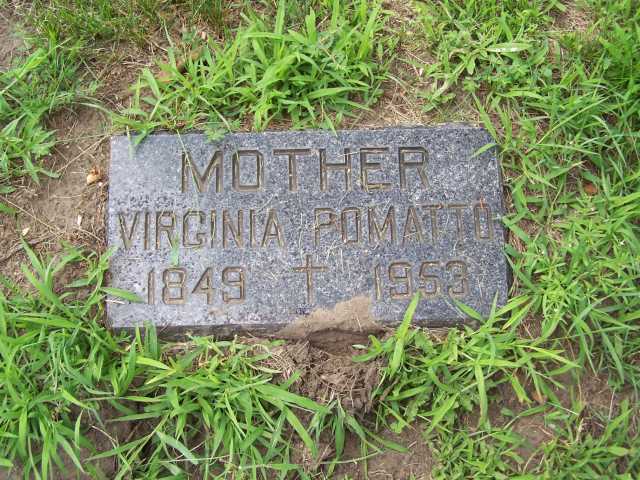 MOTHER
VIRGINIA POMATTO
1849 † 1953